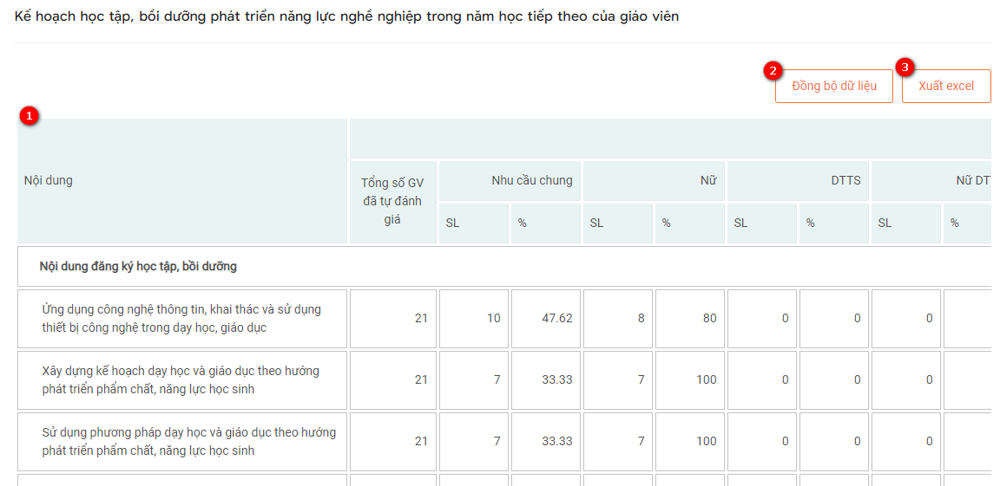 Kế hoạch học tập, bồi dưỡng phát triển năng lực nghề nghiệp trong năm học tiếp theo của giáo viên
2 Đồng bộ dữ liệu 3 Xuất excel
1
Nội dung
Tổng số GV
đã tự đánh
giá
Nhu cầu chung Nữ DTTS Nữ DT
SL % SL % SL % SL %
Nội dung đăng ký học tập, bồi dưỡng
Ứng dụng công nghệ thông tin, khai thác và sử dụng
thiết bị công nghệ trong dạy học, giáo dục
21 10 47.62 8 80 0 0 0
Xây dựng kế hoạch dạy học và giáo dục theo hướng
phát triển phẩm chất, năng lực học sinh
21 7 33.33 7 100 0 0 0
Sử dụng phương pháp dạy học và giáo dục theo hướng
phát triển phẩm chất, năng lực học sinh
21 7 33.33 7 100 0 0 0